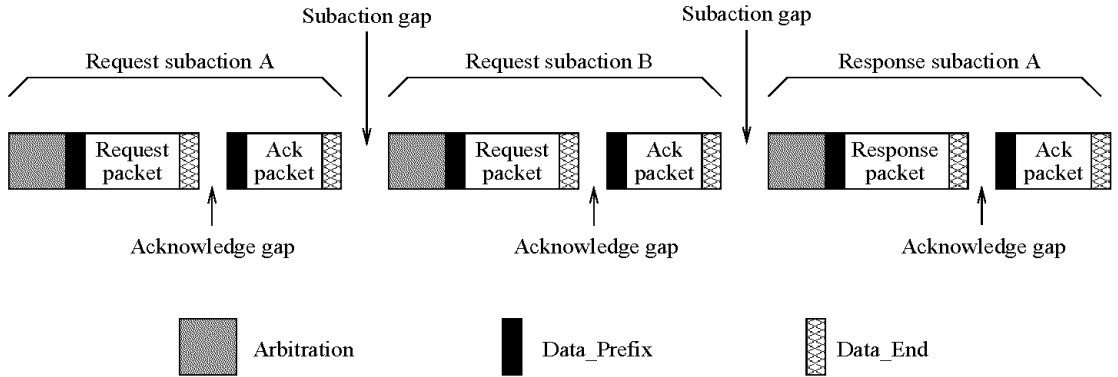 Subaction gap
Subaction gap
Request subaction A
Request subaction B
Response subaction A
Request
packet
Ack
packet
Request
packet
Ack
packet
Response
packet
Ack
packet
Acknowledge gap
Acknowledge gap
Acknowledge gap
Arbitration
Data_Prefix
Data_End